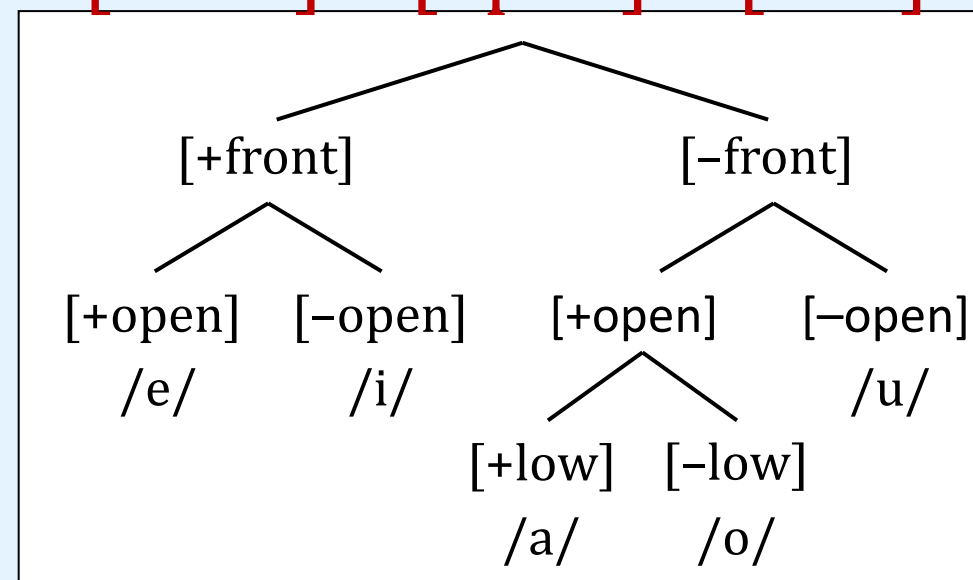 [+front] [–front]
[+open] [–open] [+open] [–open]
/e/ /i/ /u/
[+low] [–low]
/a/ /o/